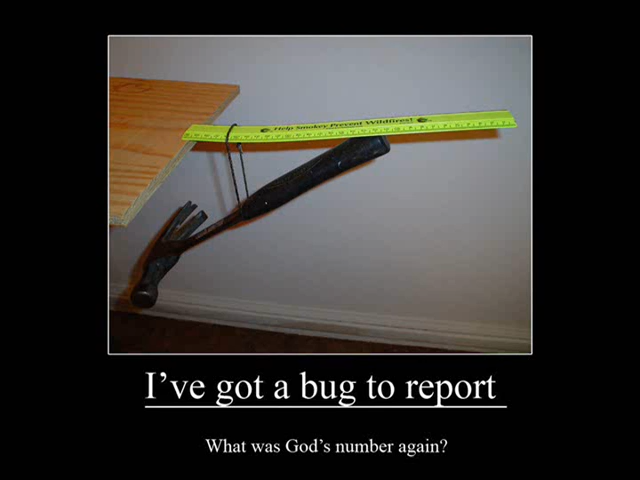 Help Smokey Prevent Wildfires!
I've got a bug to report
What was God's number again?